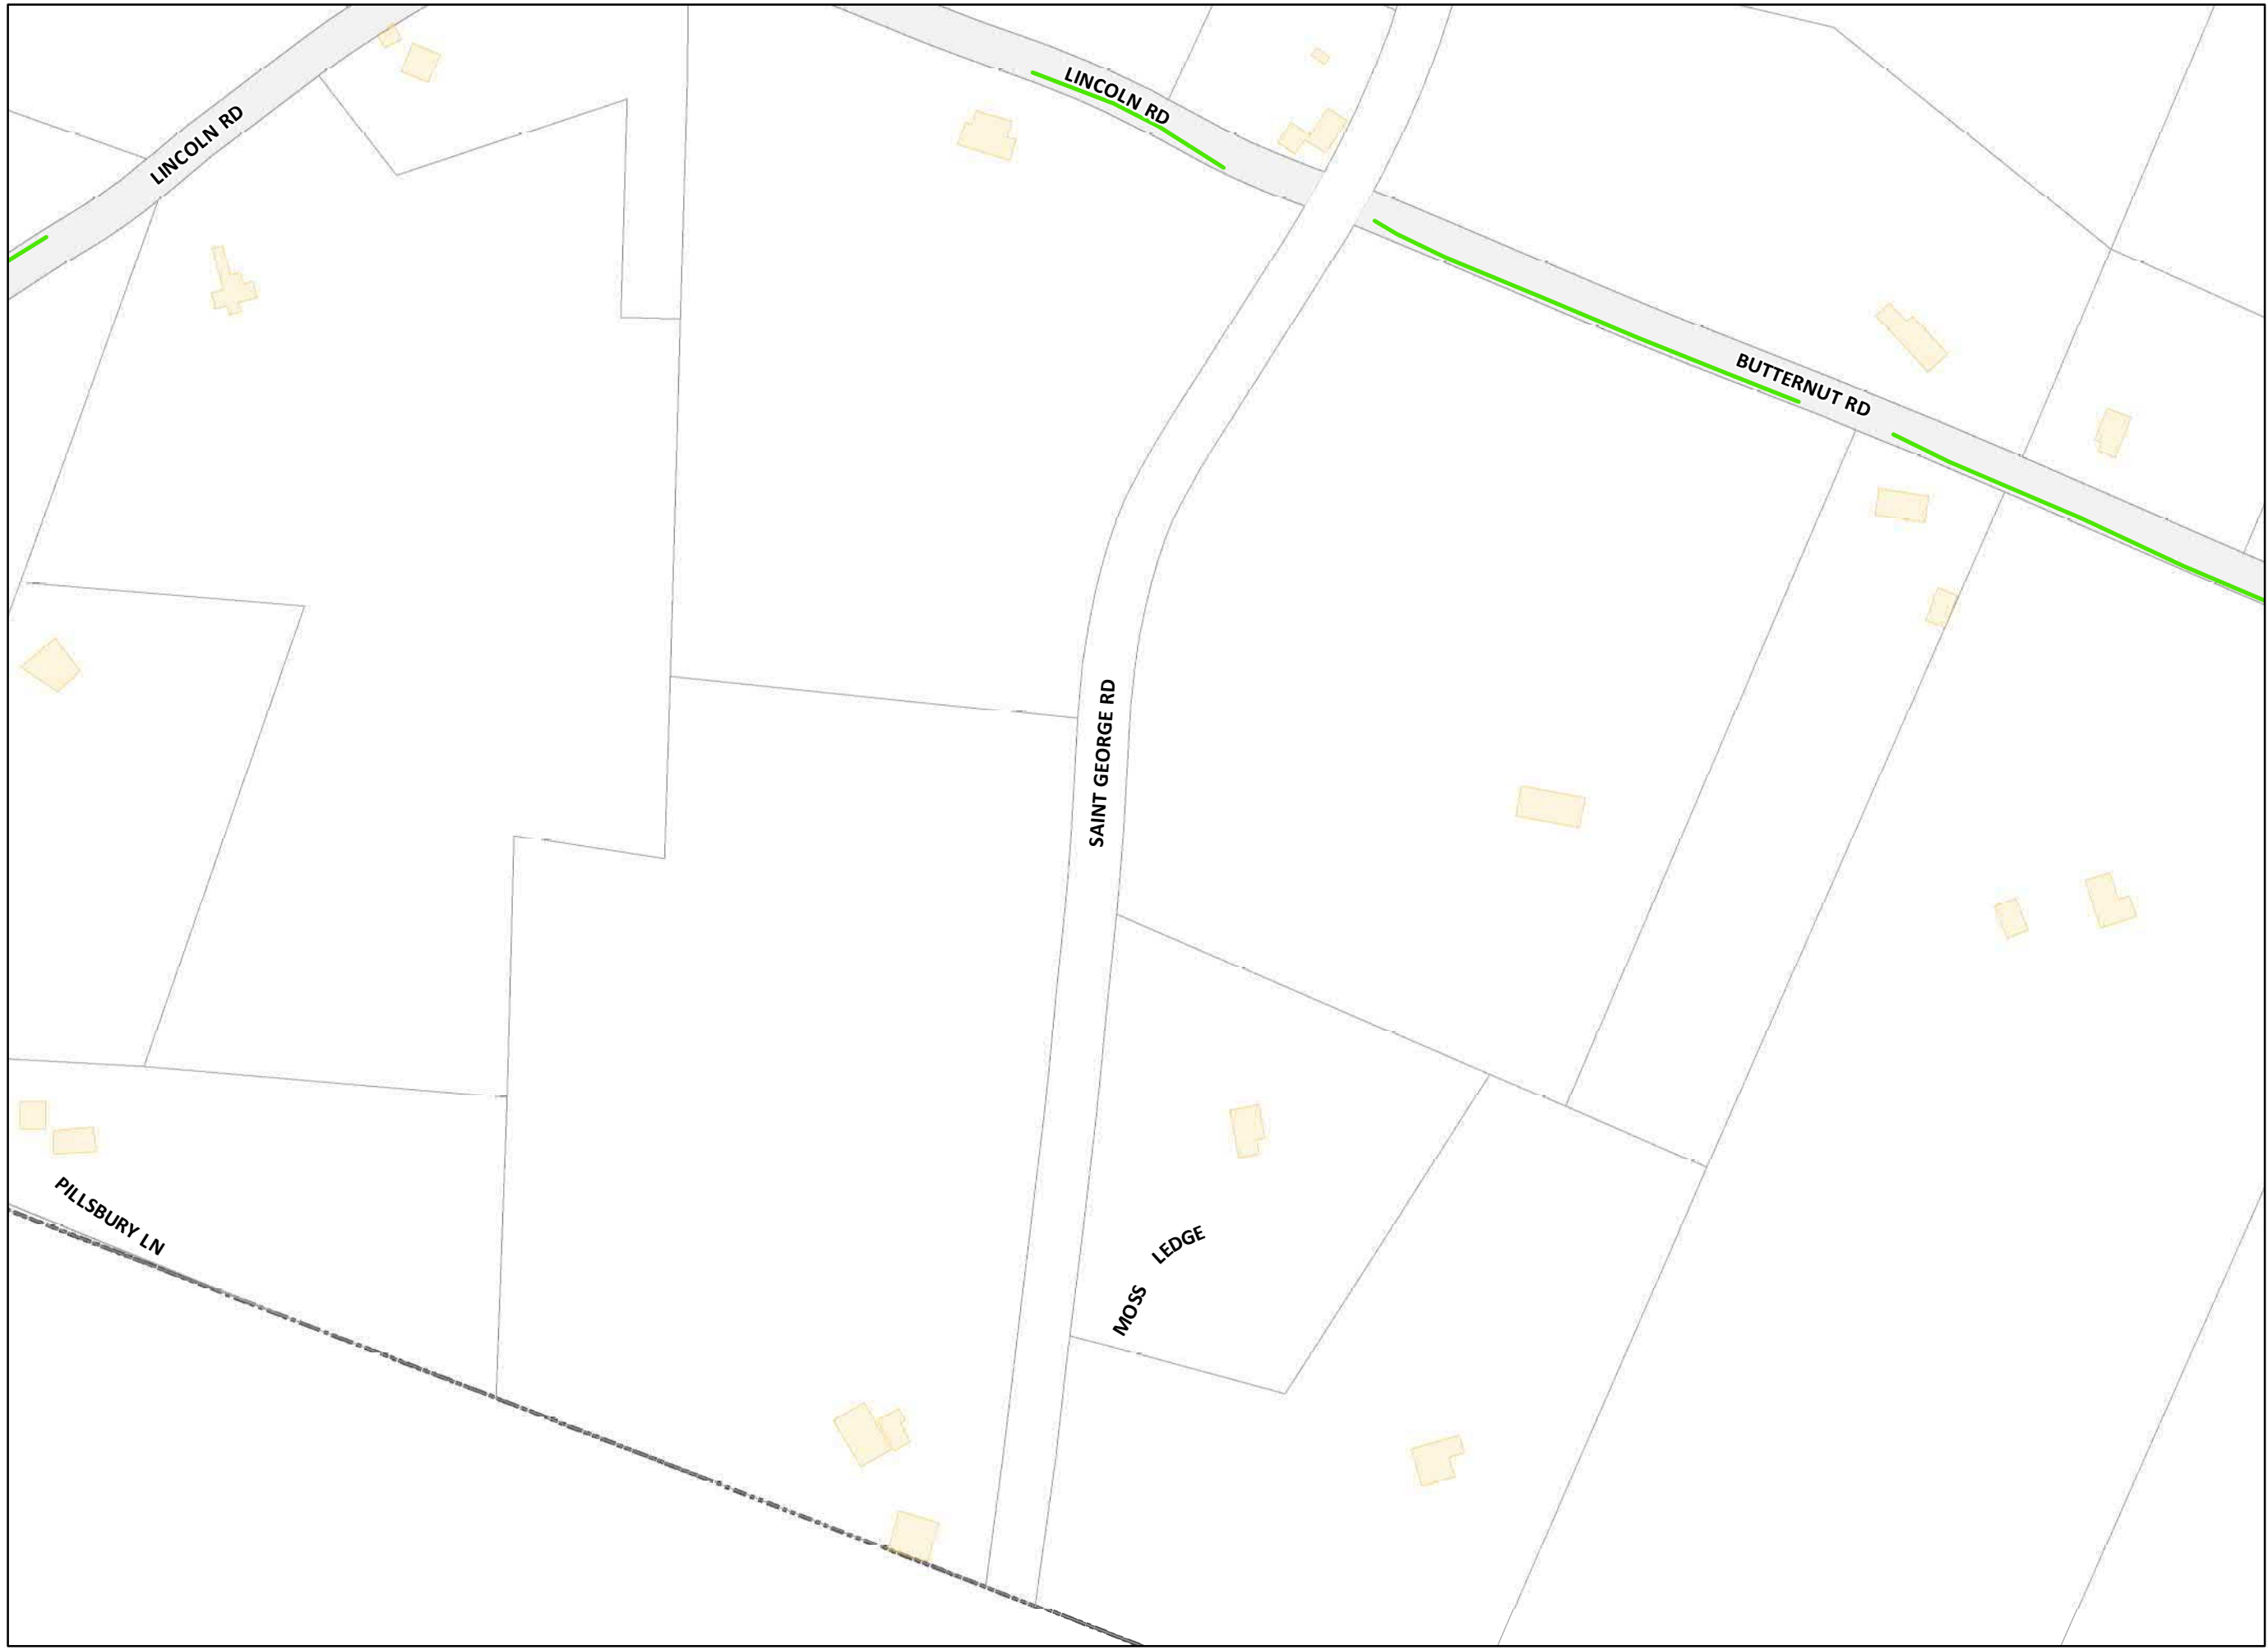 LINCOLN RD
LINCOLN RD
BUTTERNUT RD
SAINT GEORGE RD
PILLSBURY LN
MOSS LEDGE